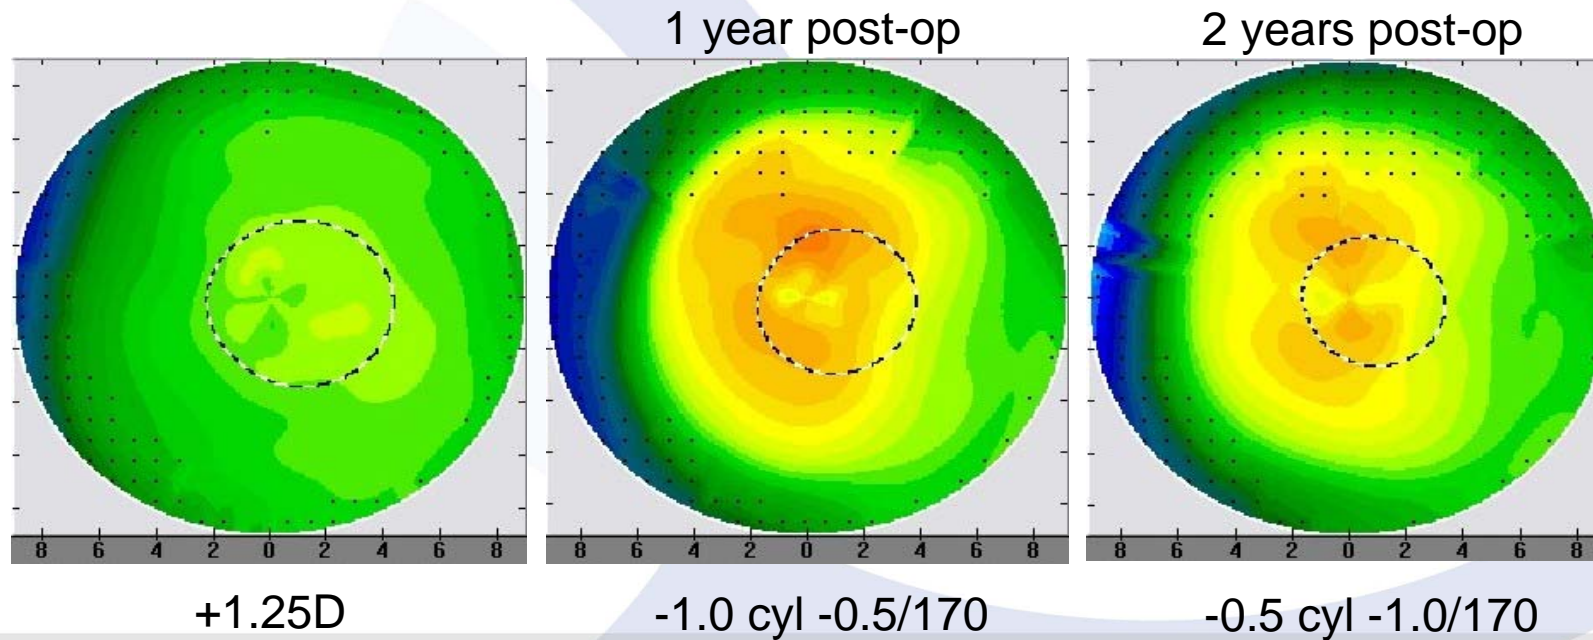 1 year post-op
2 years post-op
8 6 4 2 0 2 4 6 8
8 6 4 2 0 2 4 6 8
8 6 4 2 0 2 4 6 8
+1.25D
-1.0 cyl -0.5/170
-0.5 cyl -1.0/170